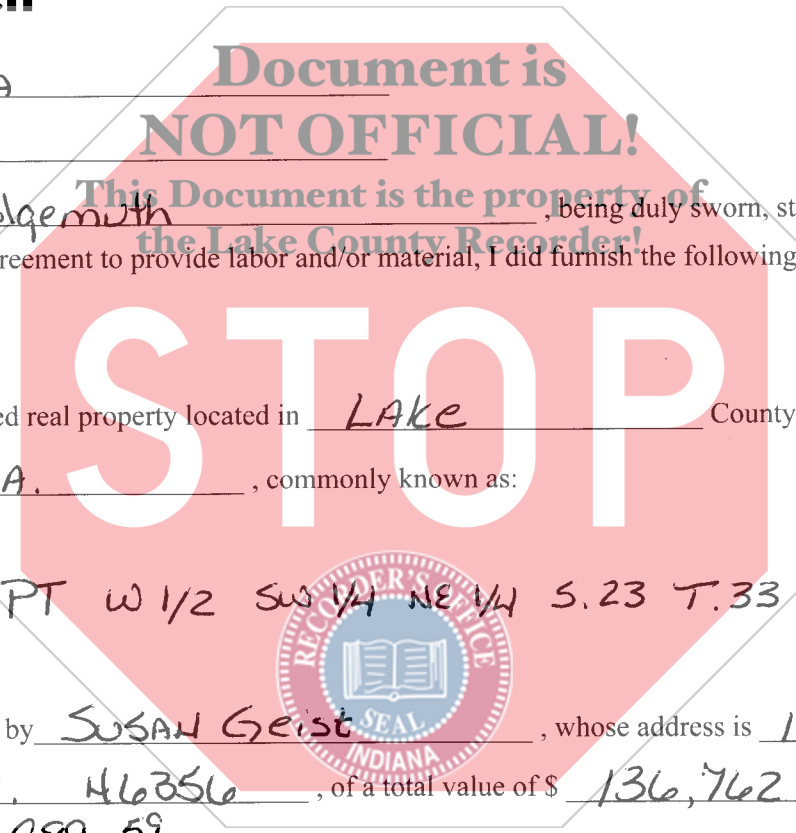 Document is
NOT OFFICIAL!
This Document is the property of
the Lake County Recorder!
olgemuth , being duly sworn, st
reement to provide labor and/or material, I did furnish the following
STOP
ed real property located in LAke County
A. , commonly known as:
PT W 1/2 SW 1/4 NE 1/4 S.23 T.33
RECORDER'S OFFICE
SEAL
INDIANA
by SUSAN Geist , whose address is 1
. 46356 , of a total value of $ 136,762
59